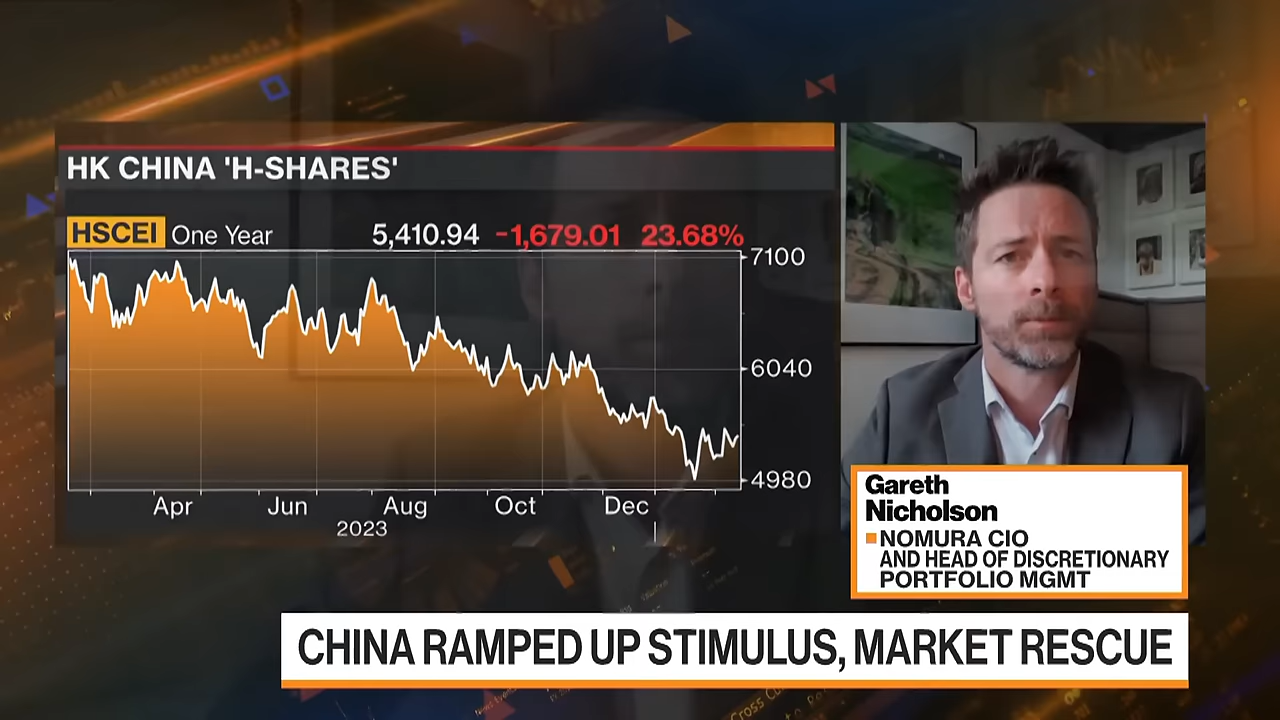 HK CHINA 'H-SHARES'
HSCEI One Year 5,410.94 -1,679.01 23.68%
7100
6040
4980
Apr Jun Aug Oct Dec
2023
Gareth
Nicholson
NOMURA CIO
AND HEAD OF DISCRETIONARY
PORTFOLIO MGMT
CHINA RAMPED UP STIMULUS, MARKET RESCUE